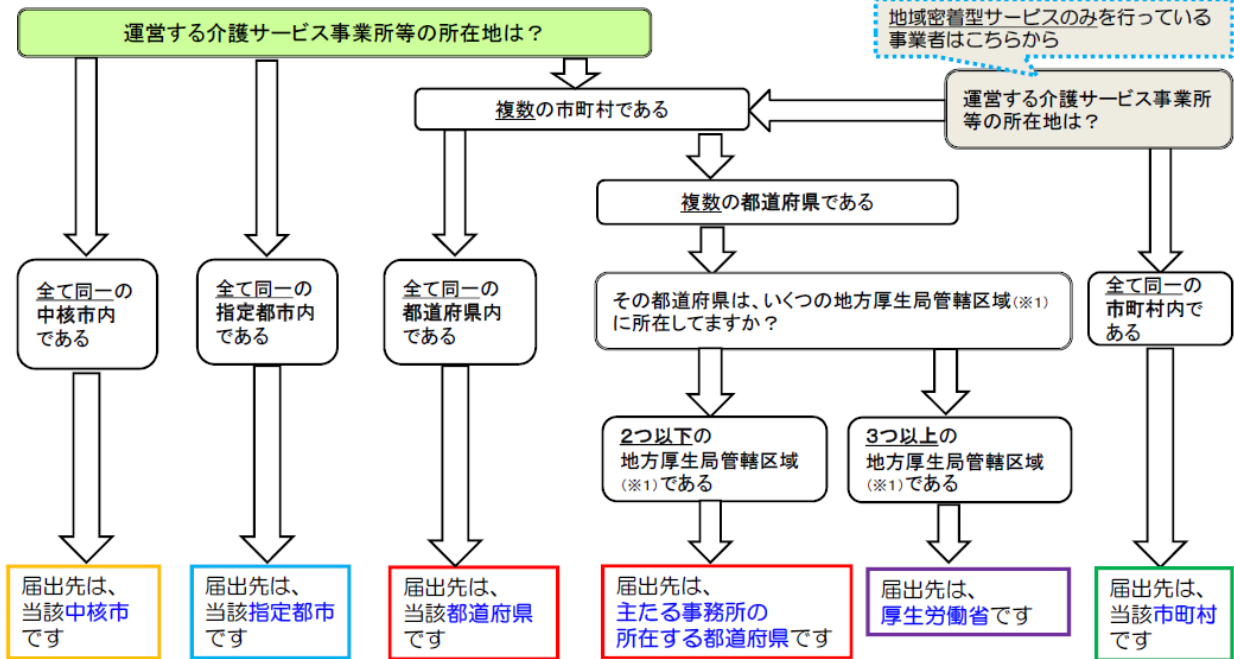 運営する介護サービス事業所等の所在地は？
地域密着型サービスのみを行っている
事業者はこちらから
運営する介護サービス事業所
等の所在地は？
複数の市町村である
複数の都道府県である
全て同一の
中核市内
である
全て同一の
指定都市内
である
全て同一の
都道府県内
である
その都道府県は、いくつの地方厚生局管轄区域(※1)
に所在してますか？
全て同一の
市町村内で
ある
2つ以下の
地方厚生局管轄区域
(※1)である
3つ以上の
地方厚生局管轄区域
(※1)である
届出先は、
当該中核市
です
届出先は、
当該指定都市
です
届出先は、
当該都道府県
です
届出先は、
主たる事務所の
所在する都道府県です
届出先は、
厚生労働省です
届出先は、
当該市町村
です